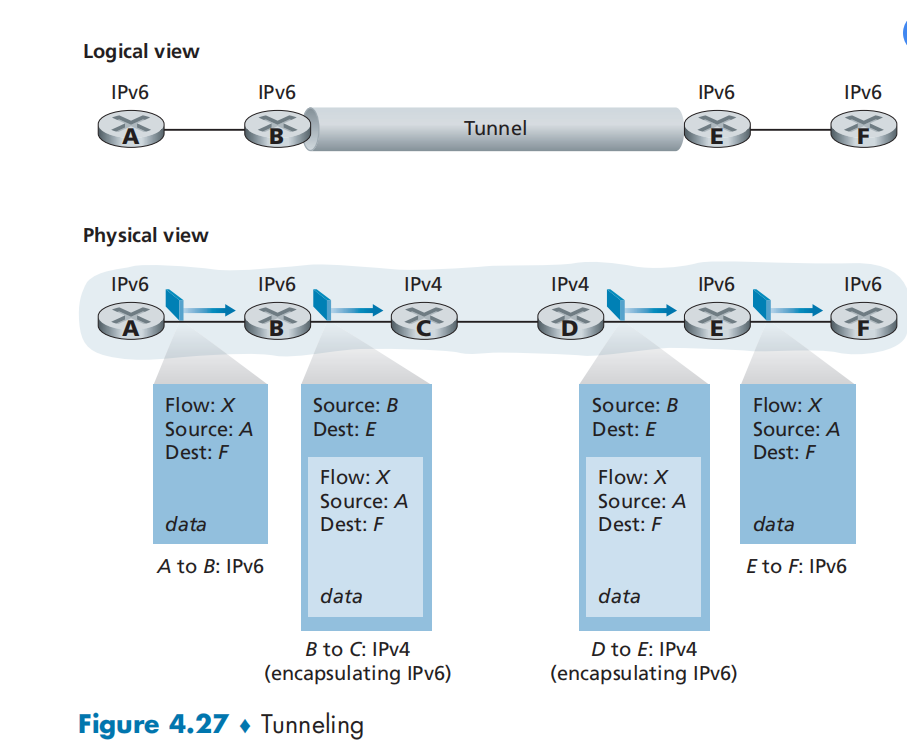 Logical view
IPv6 IPv6 IPv6 IPv6
A B Tunnel E F
Physical view
IPv6 IPv6 IPv4 IPv4 IPv6 IPv6
A B C D E F
Flow: X
Source: A
Dest: F
data
A to B: IPv6
Source: B
Dest: E
Flow: X
Source: A
Dest: F
data
B to C: IPv4
(encapsulating IPv6)
Source: B
Dest: E
Flow: X
Source: A
Dest: F
data
D to E: IPv4
(encapsulating IPv6)
Flow: X
Source: A
Dest: F
data
E to F: IPv6
Figure 4.27 ♦ Tunneling